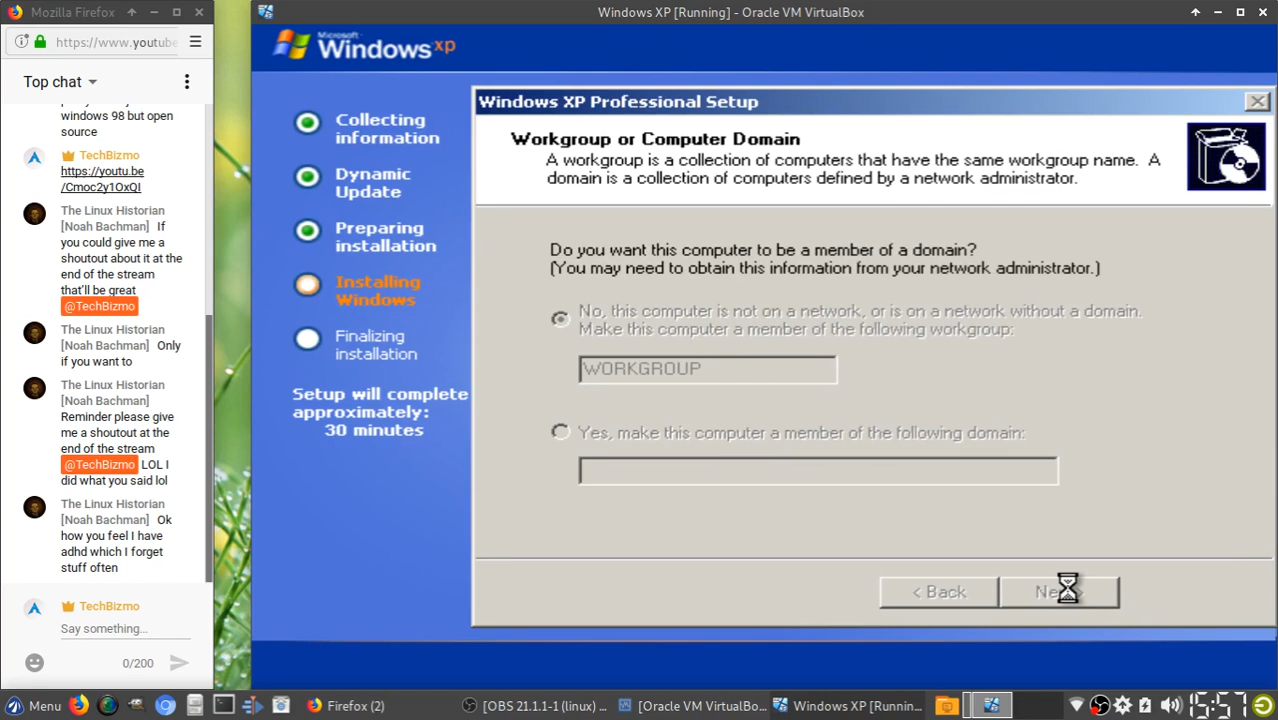 Mozilla Firefox
https://www.youtube
Top chat
windows 98 but open
source
TechBizmo
https://youtu.be
/Cmoc2y1OxQI
The Linux Historian
[Noah Bachman] If
you could give me a
shoutout about it at the
end of the stream
that'll be great
@TechBizmo
The Linux Historian
[Noah Bachman] Only
if you want to
The Linux Historian
[Noah Bachman]
Reminder please give
me a shoutout at the
end of the stream
@TechBizmo LOL I
did what you said lol
The Linux Historian
[Noah Bachman] Ok
how you feel I have
adhd which I forget
stuff often
TechBizmo
Say something...
0/200
Windows XP [Running] - Oracle VM VirtualBox
Microsoft
Windows xp
Collecting
information
Dynamic
Update
Preparing
installation
Installing
Windows
Finalizing
installation
Setup will complete
approximately:
30 minutes
Windows XP Professional Setup
Workgroup or Computer Domain
A workgroup is a collection of computers that have the same workgroup name. A
domain is a collection of computers defined by a network administrator.
Do you want this computer to be a member of a domain?
(You may need to obtain this information from your network administrator.)
No, this computer is not on a network, or is on a network without a domain.
Make this computer a member of the following workgroup:
WORKGROUP
Yes, make this computer a member of the following domain:
< Back
Menu
Firefox (2)
[OBS 21.1.1-1 (linux) ...
[Oracle VM VirtualB...
Windows XP [Runnin...
15:57